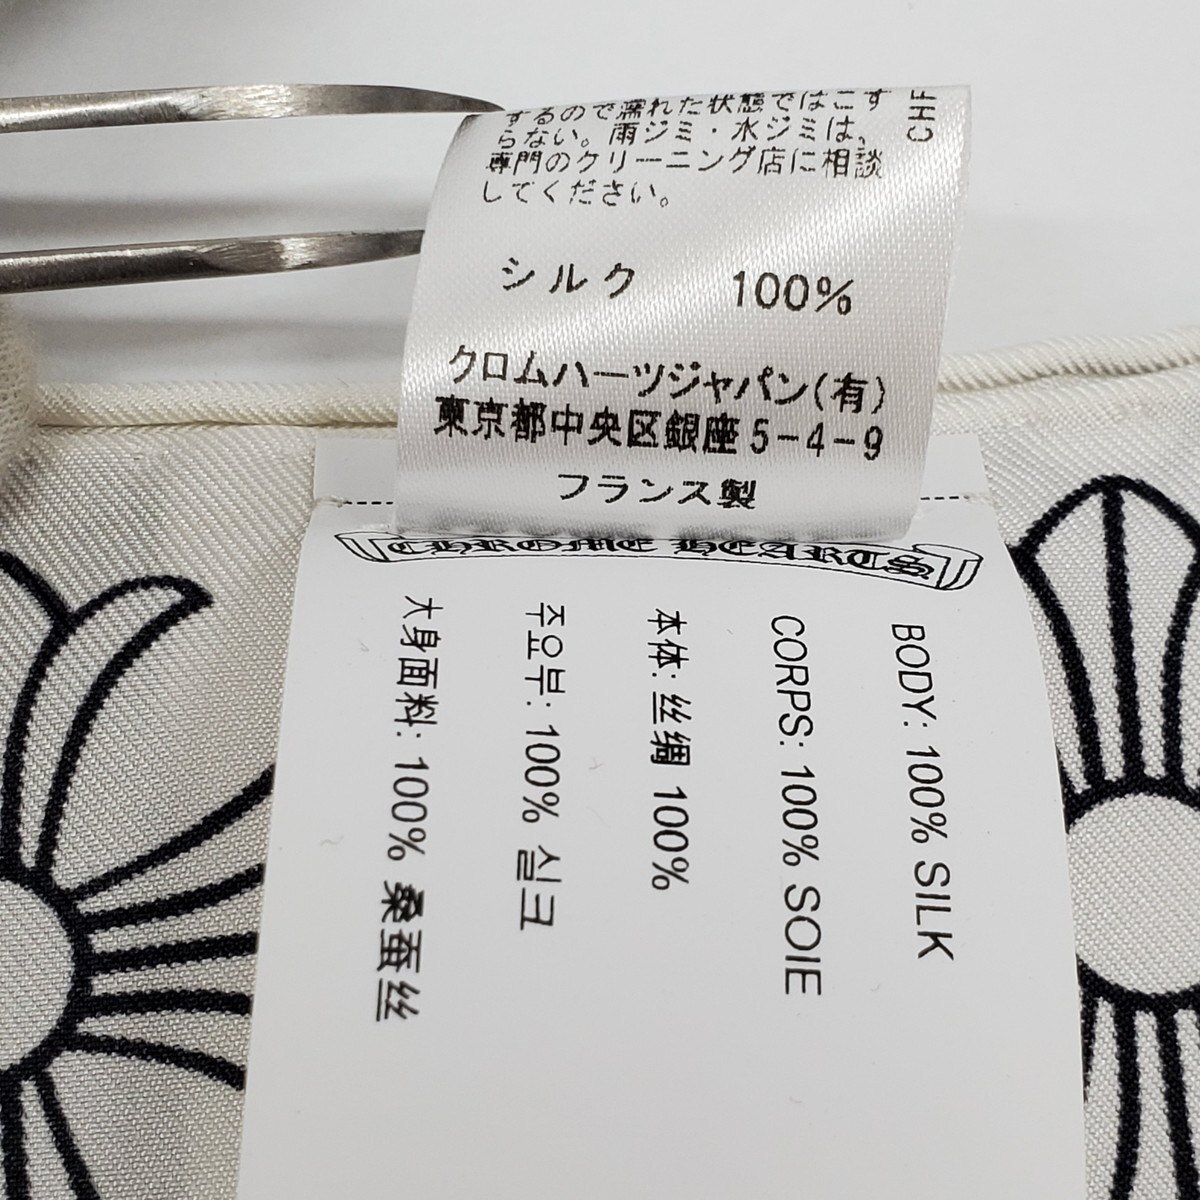 するので濡れた状態ではこす
らない。雨ジミ・水ジミは、
専門のクリーニング店に相談
してください。
シルク 100%
クロムハーツジャパン(有)
東京都中央区銀座5-4-9
フランス製
CHROME HEARTS
BODY: 100% SILK
CORPS: 100% SOIE
本体: 丝绸 100%
주요부: 100% 실크
大身面料: 100% 桑蚕丝